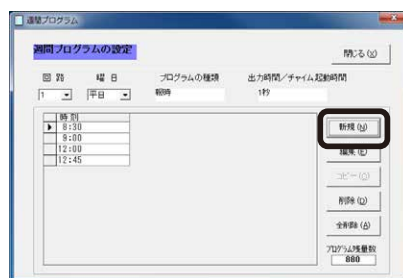 週間プログラム
週間プログラムの設定
閉じる(X)
回路 曜日 プログラムの種類 出力時間/チャイム起動時間
1 平日 報時 1秒
時刻
8:30
9:00
12:00
12:45
新規(N)
編集(E)
コピー(O)
削除(D)
全削除(A)
プログラム残量数
880